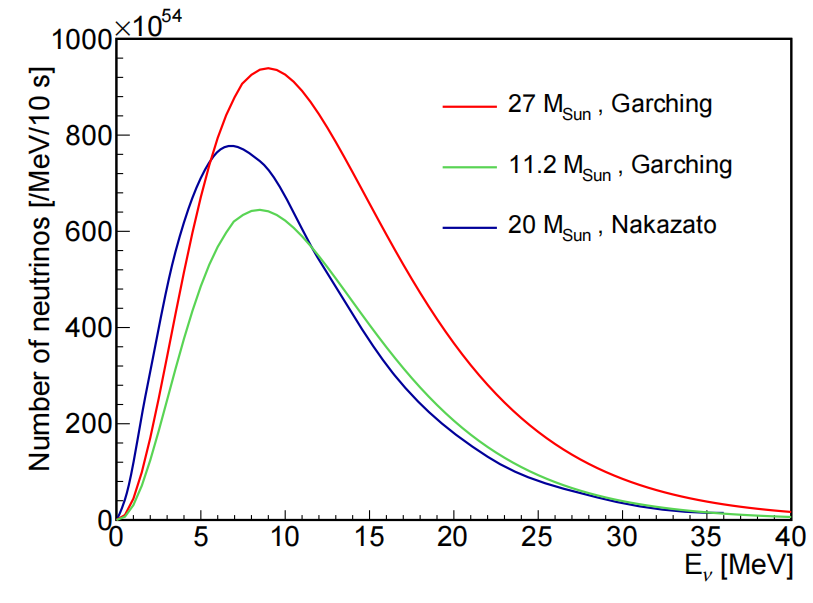 ×10^54
1000
800
600
400
200
0
Number of neutrinos [/MeV/10 s]
27 M_Sun , Garching
11.2 M_Sun , Garching
20 M_Sun , Nakazato
0 5 10 15 20 25 30 35 40
E_ν [MeV]